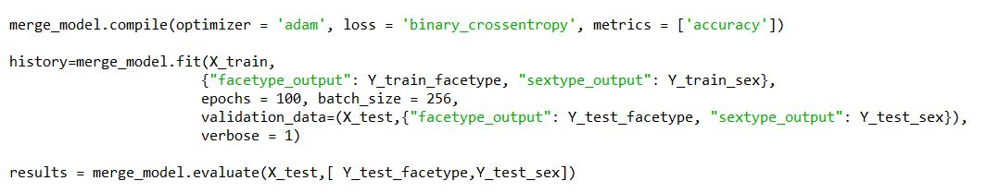 merge_model.compile(optimizer = 'adam', loss = 'binary_crossentropy', metrics = ['accuracy'])
history=merge_model.fit(X_train,
{"facetype_output": Y_train_facetype, "sextype_output": Y_train_sex},
epochs = 100, batch_size = 256,
validation_data=(X_test,{"facetype_output": Y_test_facetype, "sextype_output": Y_test_sex}),
verbose = 1)
results = merge_model.evaluate(X_test,[ Y_test_facetype,Y_test_sex])